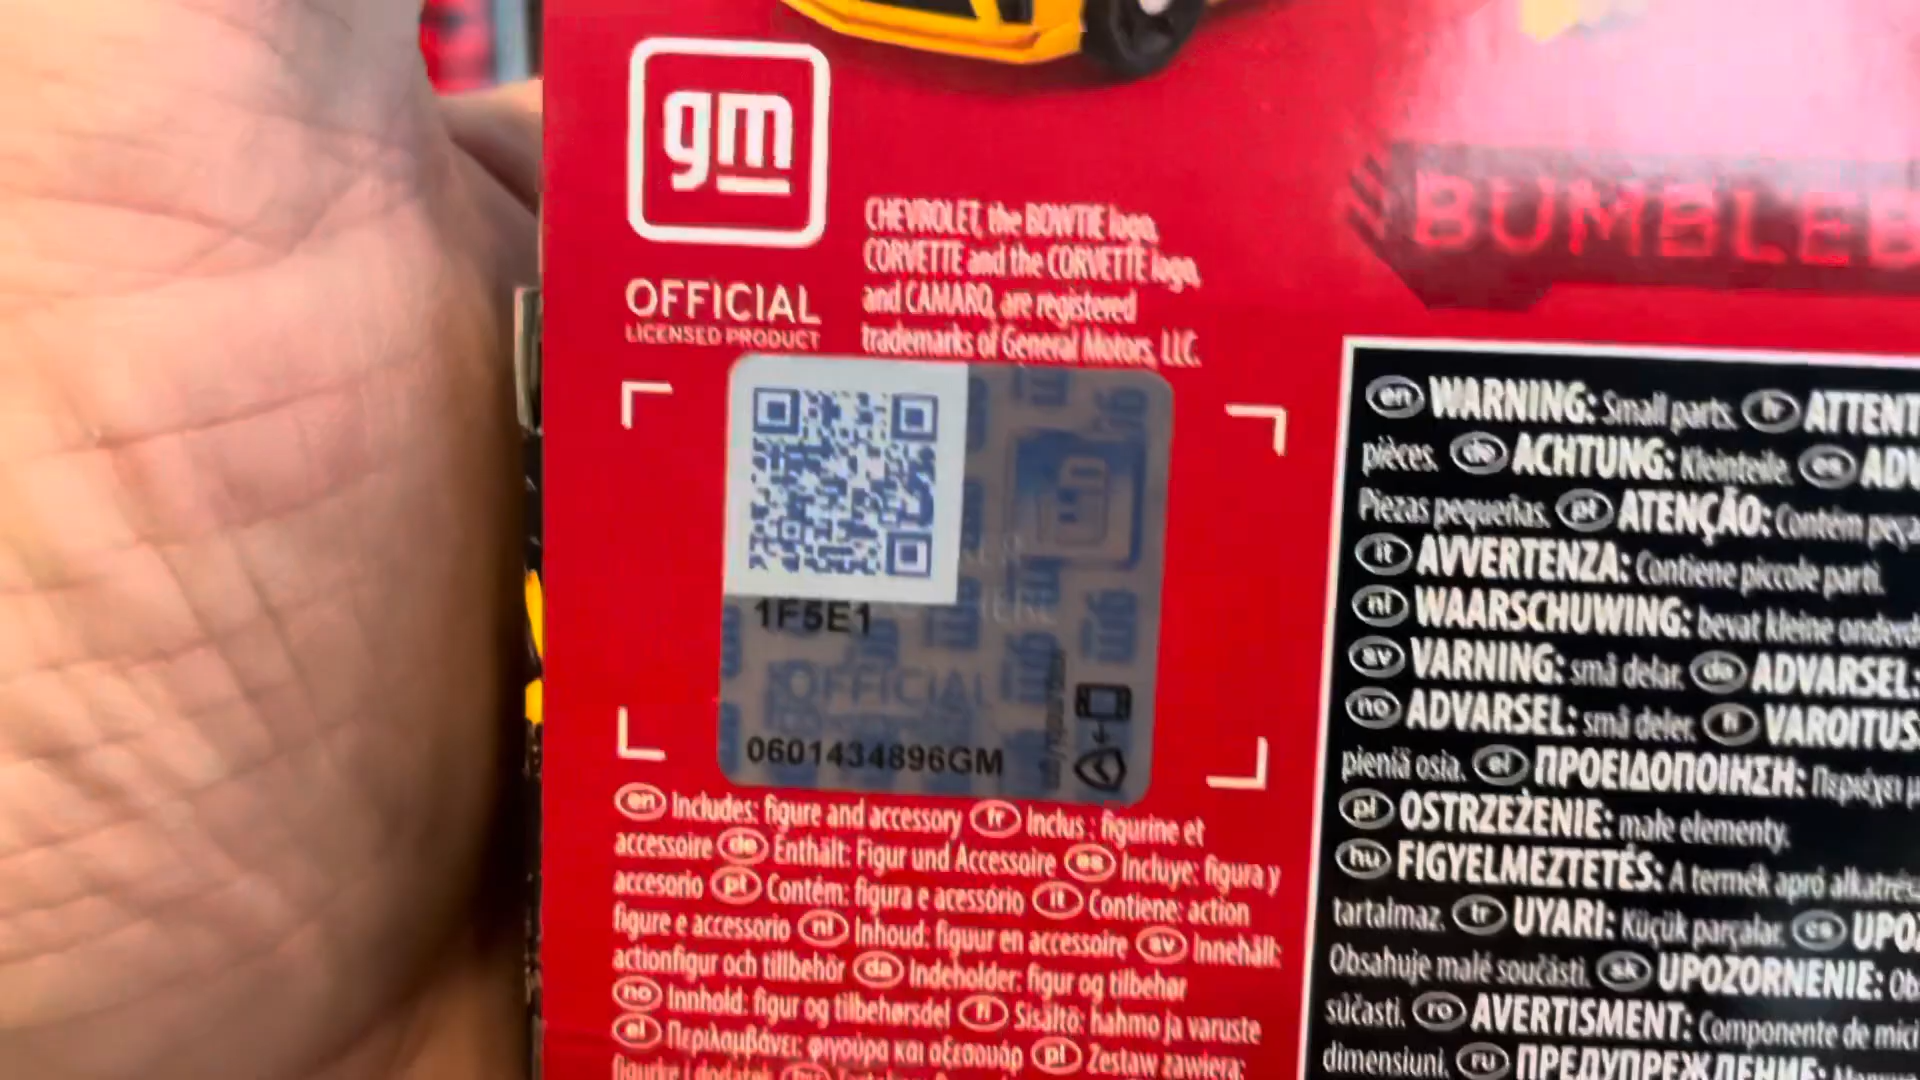 gm
OFFICIAL
LICENSED PRODUCT
CHEVROLET, the BOWTIE logo,
CORVETTE and the CORVETTE logo,
and CAMARO, are registered
trademarks of General Motors, LLC.
BUMBLEB
1F5E1
OFFICIAL
0601434896GM
en Includes: figure and accessory fr Inclus : figurine et
accessoire de Enthält: Figur und Accessoire es Incluye: figura y
accesorio pt Contém: figura e acessório it Contiene: action
figure e accessorio nl Inhoud: figuur en accessoire sv Innehåll:
actionfigur och tillbehör da Indeholder: figur og tilbehør
no Innhold: figur og tilbehørsdel fi Sisältö: hahmo ja varuste
el Περιλαμβάνει: φιγούρα και αξεσουάρ pl Zestaw zawiera:
figurkę i dodatek
en WARNING: Small parts. fr ATTENT
pièces. de ACHTUNG: Kleinteile. es ADV
Piezas pequeñas. pt ATENÇÃO: Contém peça
it AVVERTENZA: Contiene piccole parti.
nl WAARSCHUWING: bevat kleine onderd
sv VARNING: små delar. da ADVARSEL:
no ADVARSEL: små deler. fi VAROITUS:
pieniä osia. el ΠΡΟΕΙΔΟΠΟΙΗΣΗ: Περιέχει μ
pl OSTRZEŻENIE: małe elementy.
hu FIGYELMEZTETÉS: A termék apró alkatrés
tartalmaz. tr UYARI: Küçük parçalar. cs UPO
Obsahuje malé součásti. sk UPOZORNENIE: Ob
súčasti. ro AVERTISMENT: Componente de mici
dimensiuni. ru ПРЕДУПРЕЖДЕНИЕ: